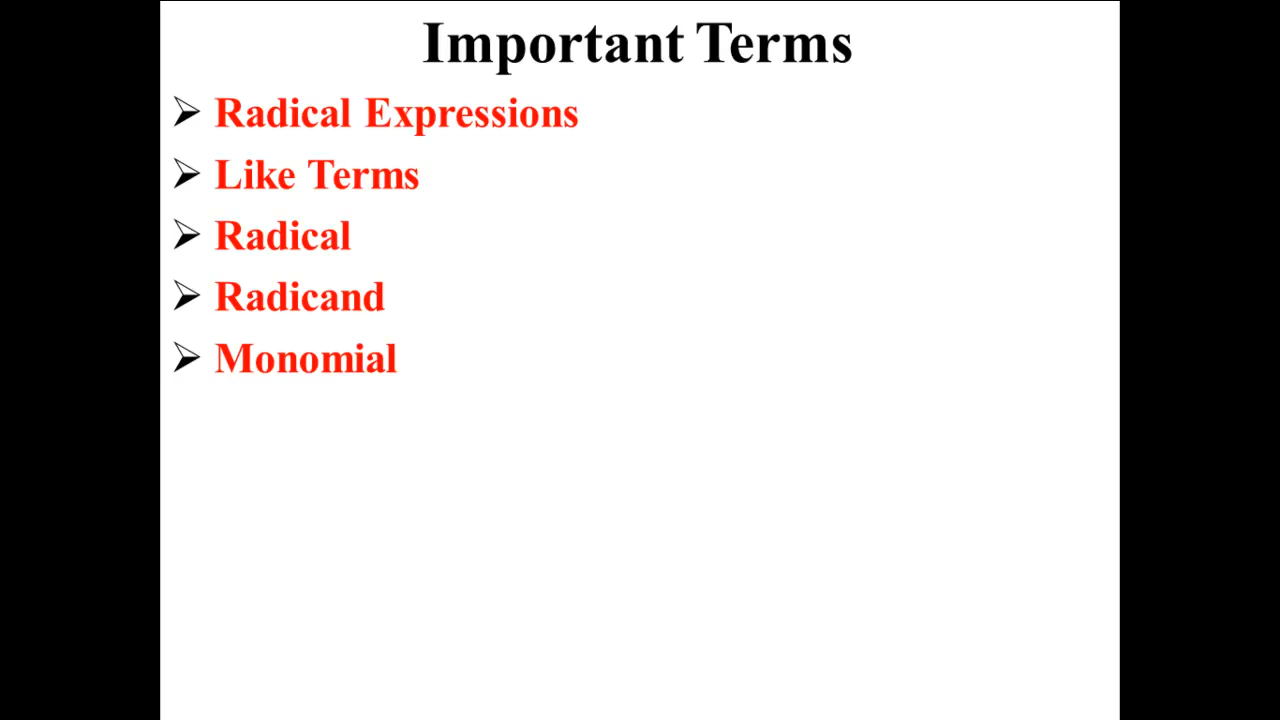 Important Terms
Radical Expressions
Like Terms
Radical
Radicand
Monomial